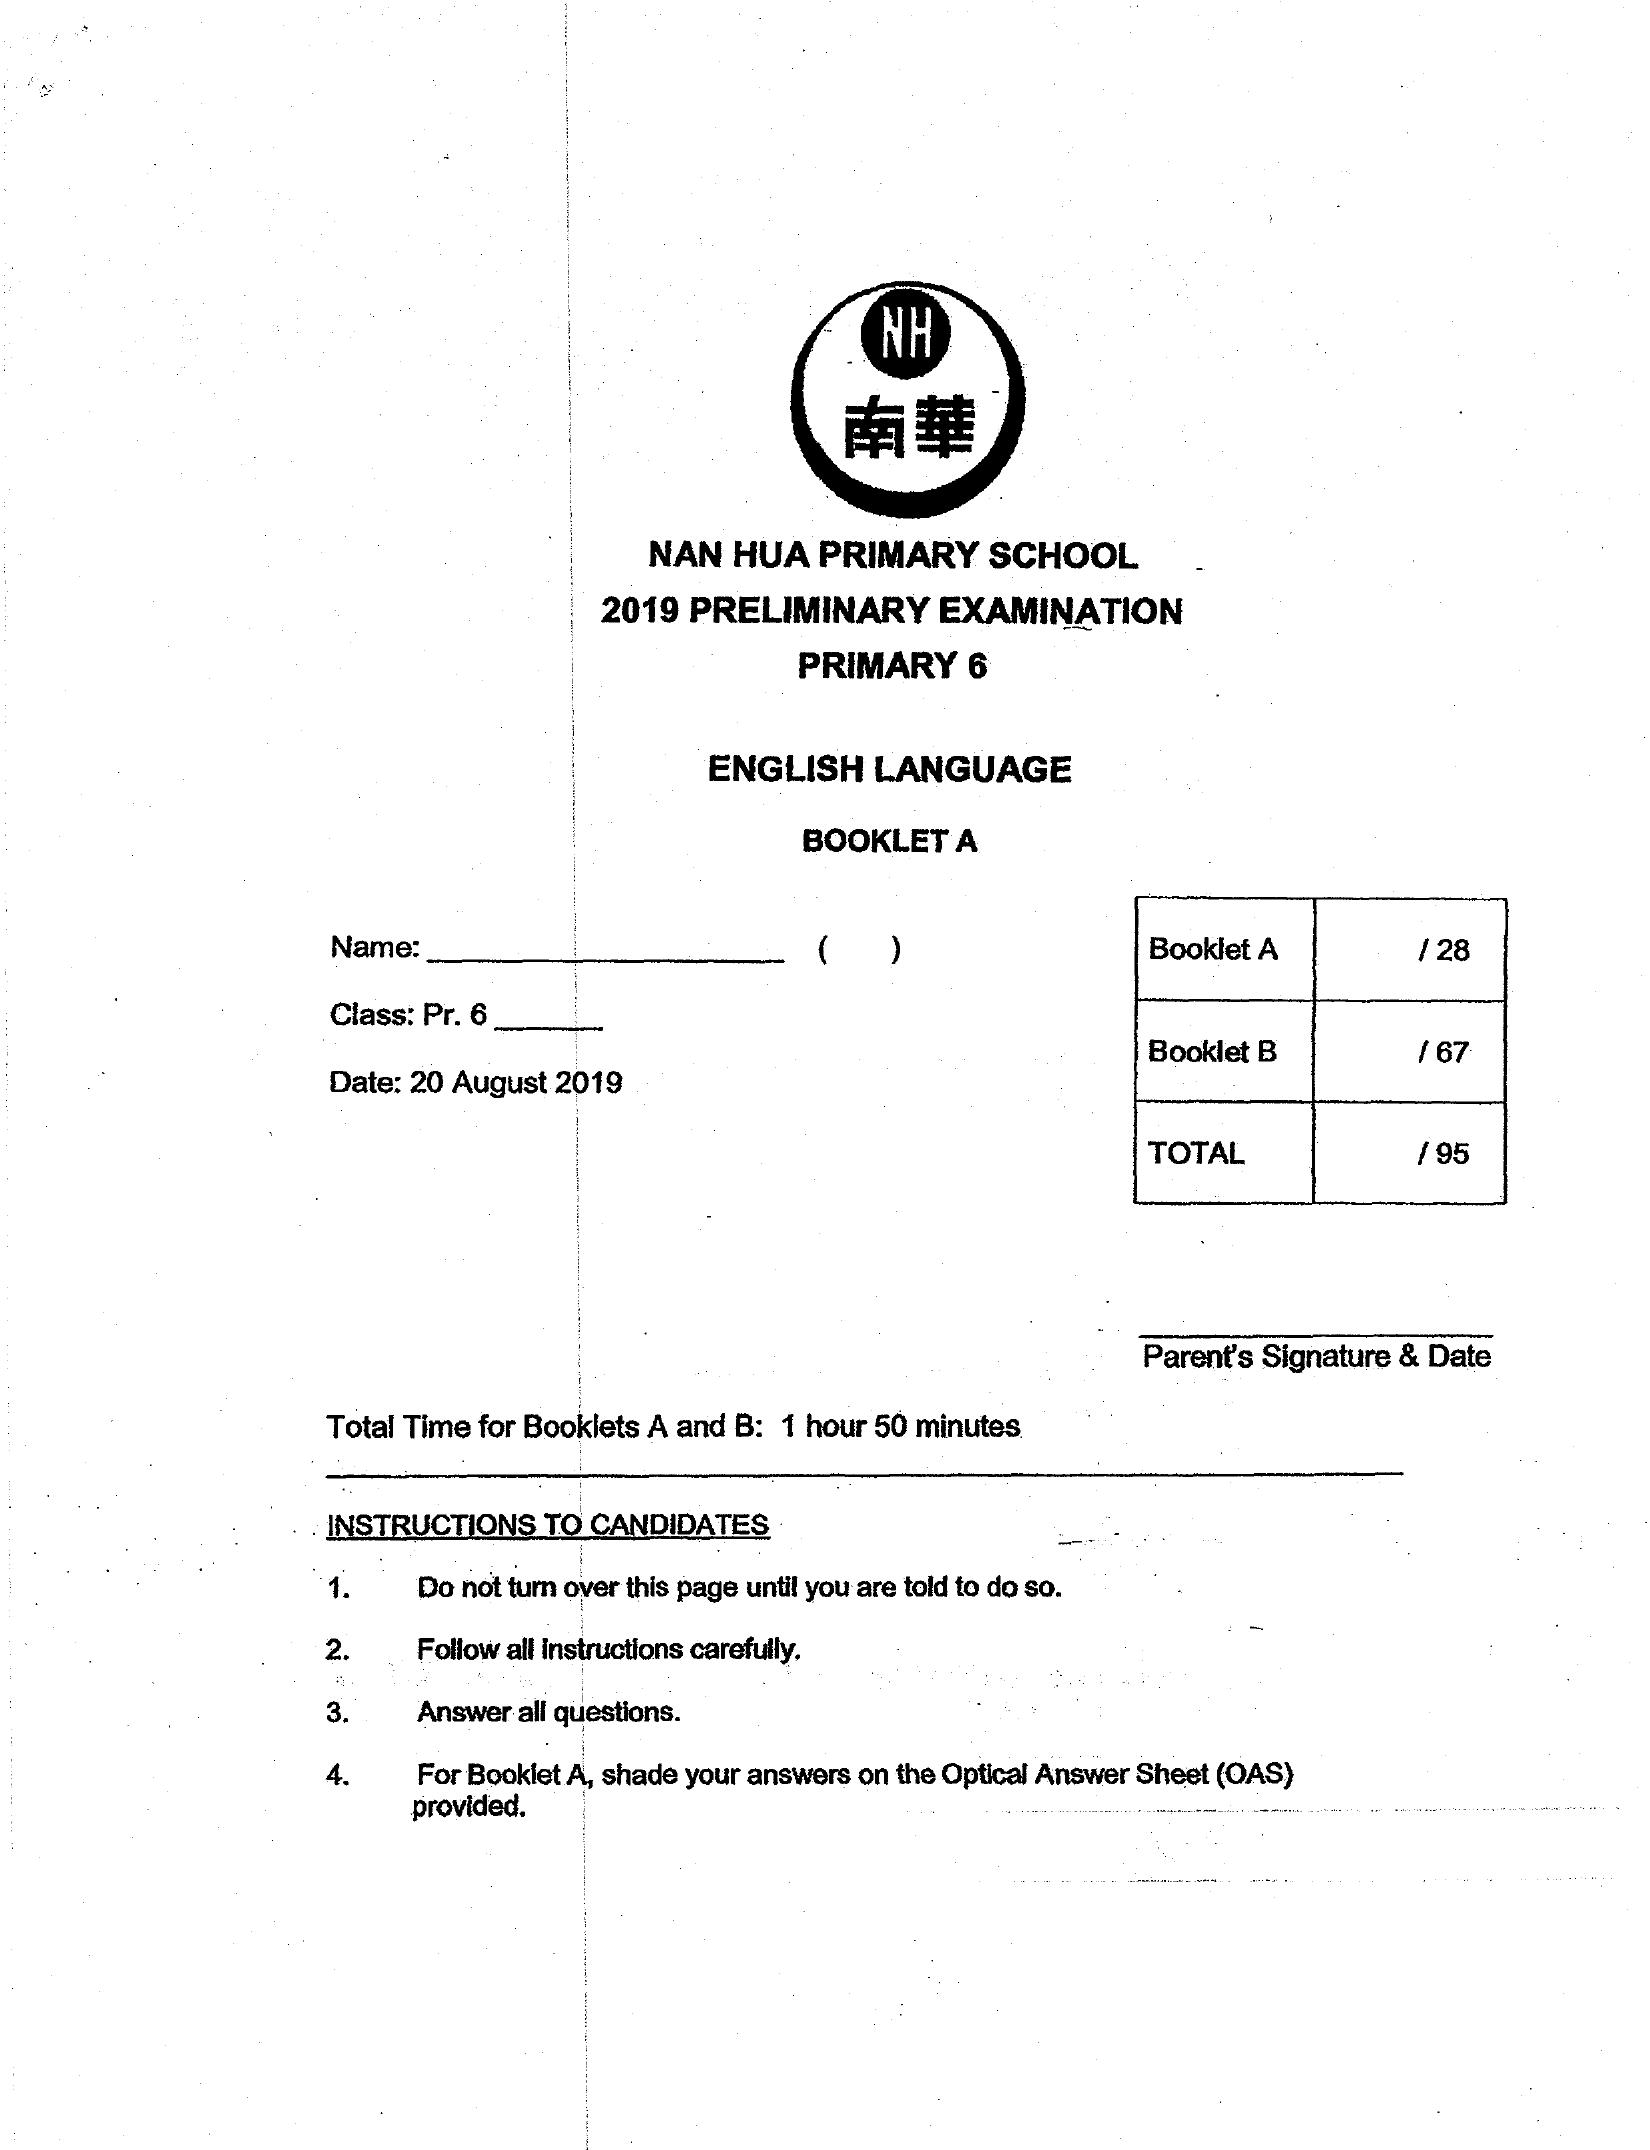 NH
南華
NAN HUA PRIMARY SCHOOL
2019 PRELIMINARY EXAMINATION
PRIMARY 6
ENGLISH LANGUAGE
BOOKLET A
Name: ____________________ ( )
Class: Pr. 6 ______
Date: 20 August 2019
Booklet A / 28
Booklet B / 67
TOTAL / 95
Parent's Signature & Date
Total Time for Booklets A and B: 1 hour 50 minutes
INSTRUCTIONS TO CANDIDATES
1. Do not turn over this page until you are told to do so.
2. Follow all instructions carefully.
3. Answer all questions.
4. For Booklet A, shade your answers on the Optical Answer Sheet (OAS)
provided.